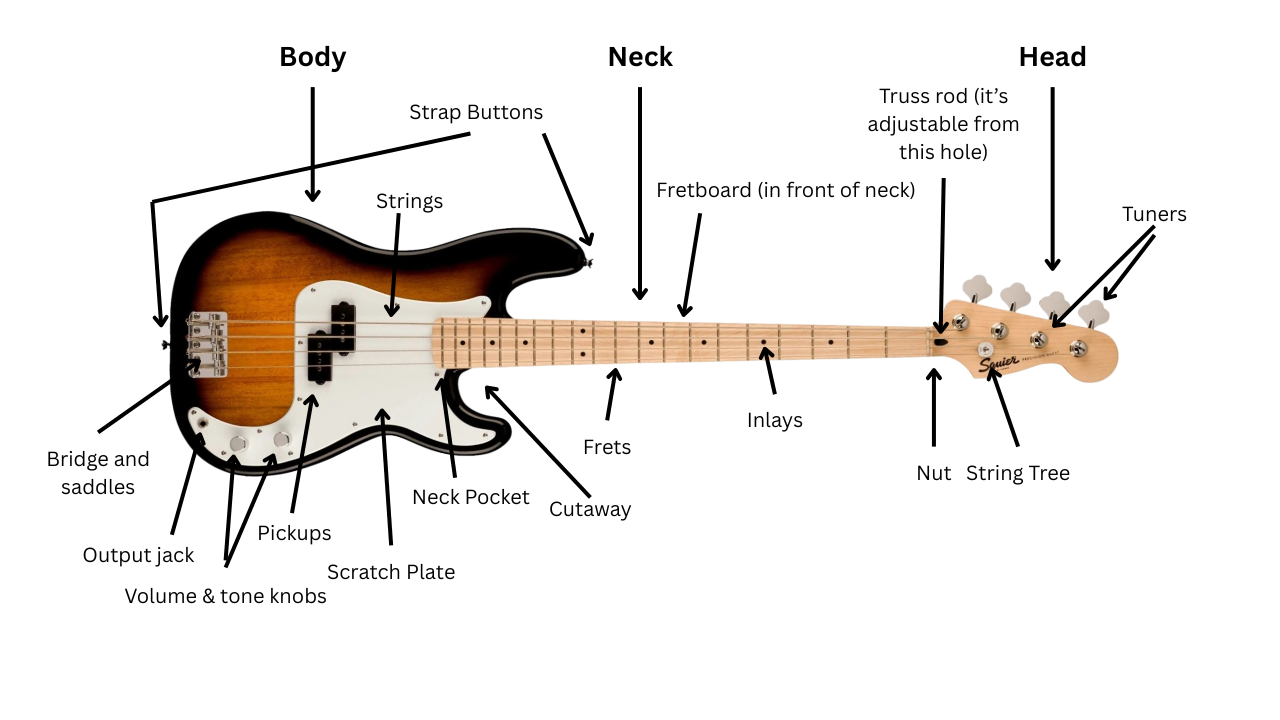 Body
Neck
Head
Truss rod (it’s
adjustable from
this hole)
Strap Buttons
Fretboard (in front of neck)
Strings
Tuners
Squier
PRECISION BASS
Inlays
Frets
Bridge and
saddles
Nut
String Tree
Neck Pocket
Cutaway
Pickups
Output jack
Scratch Plate
Volume & tone knobs